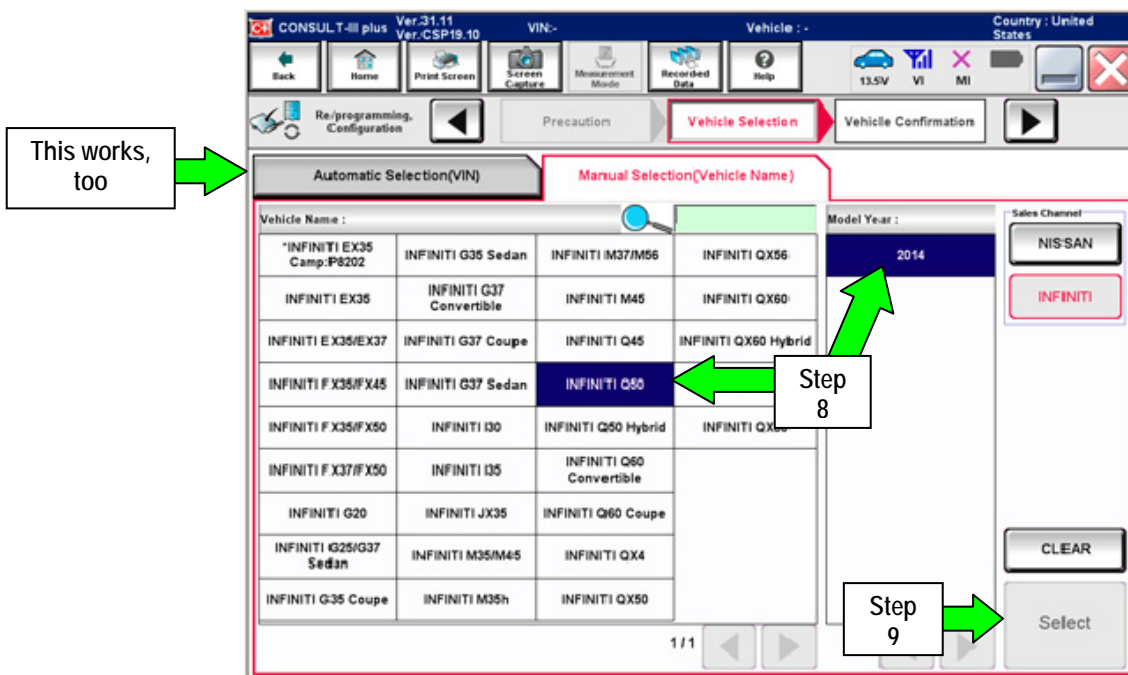 CONSULT-III plus Ver.31.11 VIN:- Vehicle : - Country : United
Ver.CSP19.10 States
Back Home Print Screen Screen Capture Measurement Mode Recorded Data Help 13.5V VI MI
Re/programming, Configuration Precaution Vehicle Selection Vehicle Confirmation
This works, too
Automatic Selection(VIN) Manual Selection(Vehicle Name)
Vehicle Name : Model Year : Sales Channel
*INFINITI EX35 Camp:P8202 INFINITI G35 Sedan INFINITI M37/M56 INFINITI QX56 2014 NISSAN
INFINITI EX35 INFINITI G37 Convertible INFINITI M45 INFINITI QX60 INFINITI
INFINITI EX35/EX37 INFINITI G37 Coupe INFINITI Q45 INFINITI QX60 Hybrid
INFINITI FX35/FX45 INFINITI G37 Sedan INFINITI Q50 Step 8
INFINITI FX35/FX50 INFINITI I30 INFINITI Q50 Hybrid INFINITI
INFINITI FX37/FX50 INFINITI I35 INFINITI Q60 Convertible
INFINITI G20 INFINITI JX35 INFINITI Q60 Coupe
INFINITI G25/G37 Sedan INFINITI M35/M45 INFINITI QX4 CLEAR
INFINITI G35 Coupe INFINITI M35h INFINITI QX50 Step 9 Select
1/1